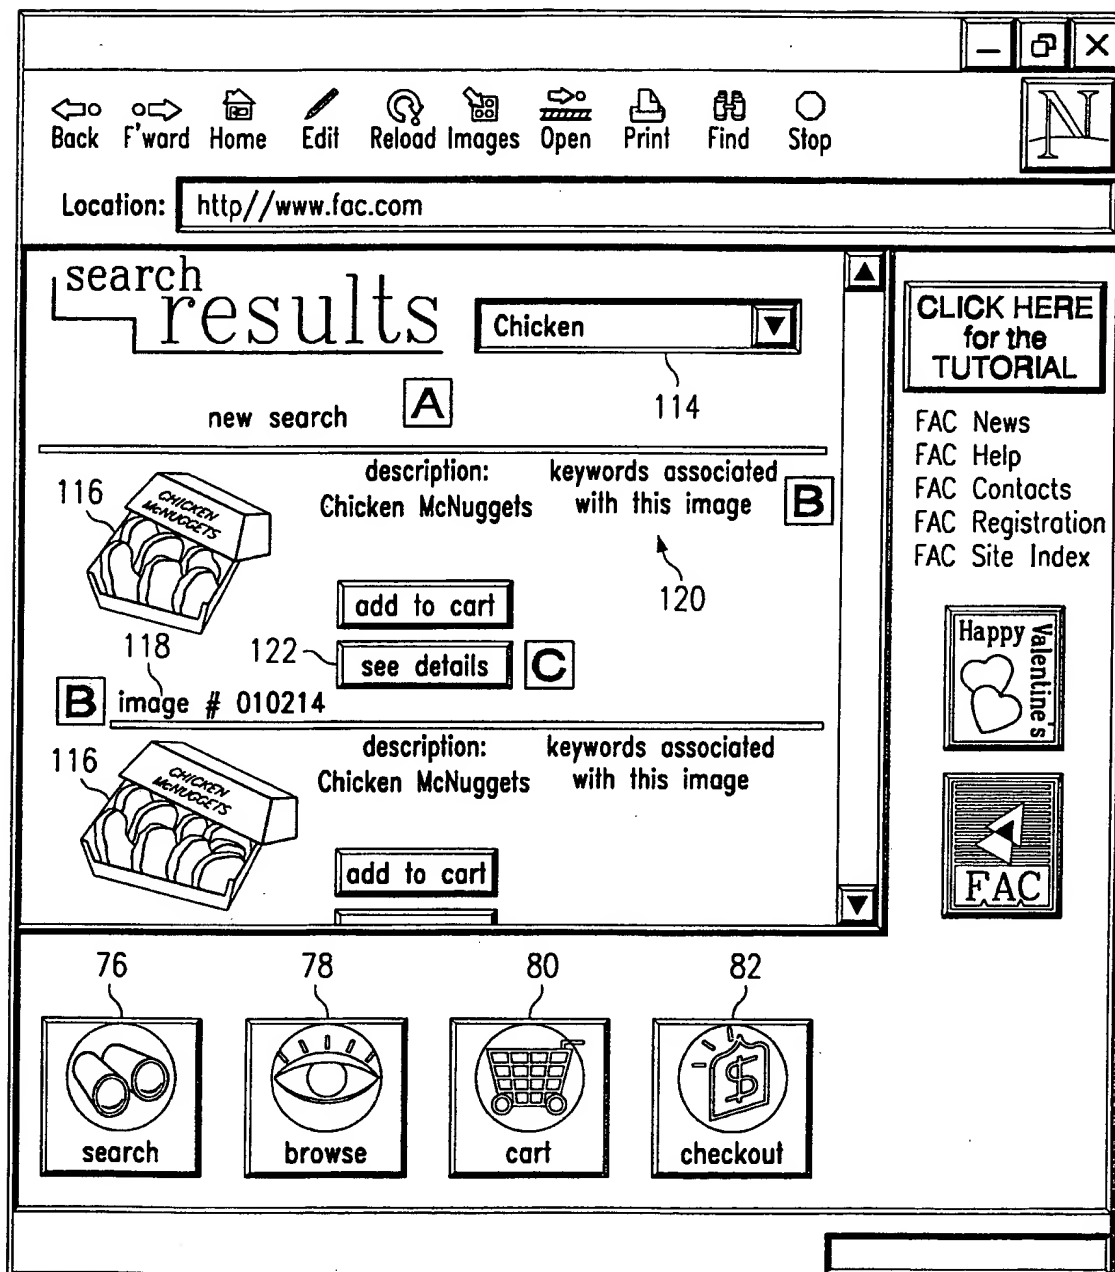 Back F'ward Home Edit Reload Images Open Print Find Stop
N
Location: http//www.fac.com
search
results
Chicken
114
new search A
CLICK HERE
for the
TUTORIAL
FAC News
FAC Help
FAC Contacts
FAC Registration
FAC Site Index
116
CHICKEN
McNUGGETS
description:
Chicken McNuggets
keywords associated
with this image
B
120
add to cart
118
122 see details C
B image # 010214
Happy
Valentine's
116
CHICKEN
McNUGGETS
description:
Chicken McNuggets
keywords associated
with this image
add to cart
FAC
76 78 80 82
$
search browse cart checkout